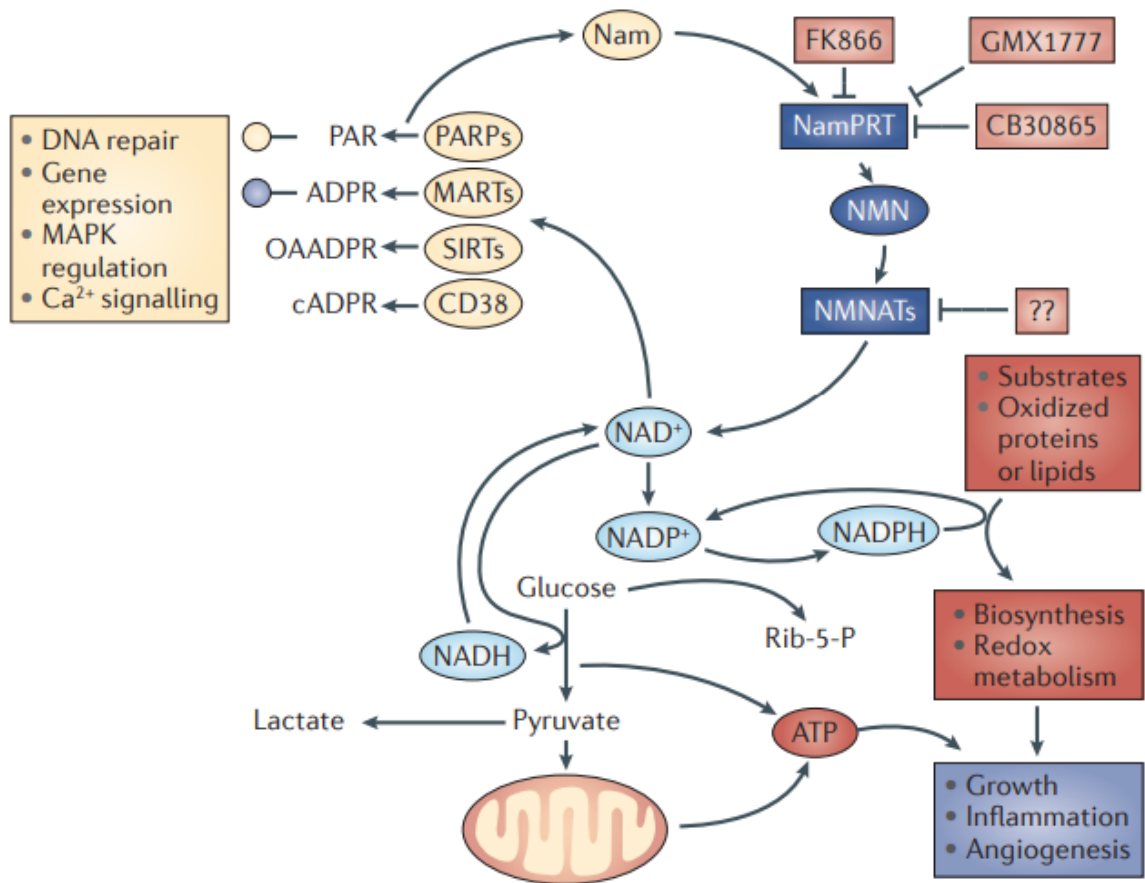 Nam
FK866
GMX1777
NamPRT
CB30865
• DNA repair
• Gene
expression
• MAPK
regulation
• Ca²⁺ signalling
PAR
PARPs
ADPR
MARTs
OAADPR
SIRTs
cADPR
CD38
NMN
NMNATs
??
• Substrates
• Oxidized
proteins
or lipids
NAD⁺
NADP⁺
NADPH
Glucose
Rib-5-P
NADH
• Biosynthesis
• Redox
metabolism
Lactate
Pyruvate
ATP
• Growth
• Inflammation
• Angiogenesis